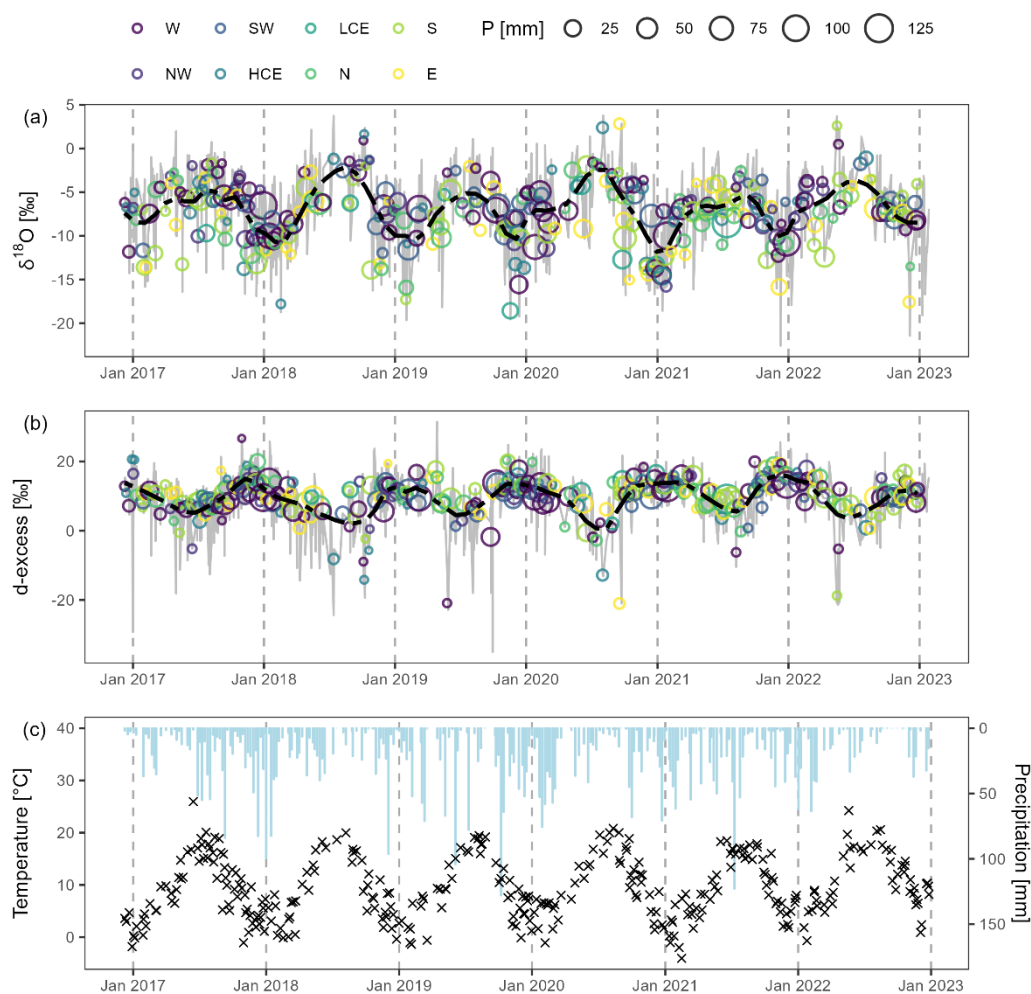 W SW LCE S P [mm] 25 50 75 100 125
NW HCE N E
(a)
δ¹⁸O [‰]
5
0
-5
-10
-15
-20
Jan 2017 Jan 2018 Jan 2019 Jan 2020 Jan 2021 Jan 2022 Jan 2023
(b)
d-excess [‰]
20
0
-20
Jan 2017 Jan 2018 Jan 2019 Jan 2020 Jan 2021 Jan 2022 Jan 2023
(c)
Temperature [°C]
40
30
20
10
0
Precipitation [mm]
0
50
100
150
Jan 2017 Jan 2018 Jan 2019 Jan 2020 Jan 2021 Jan 2022 Jan 2023